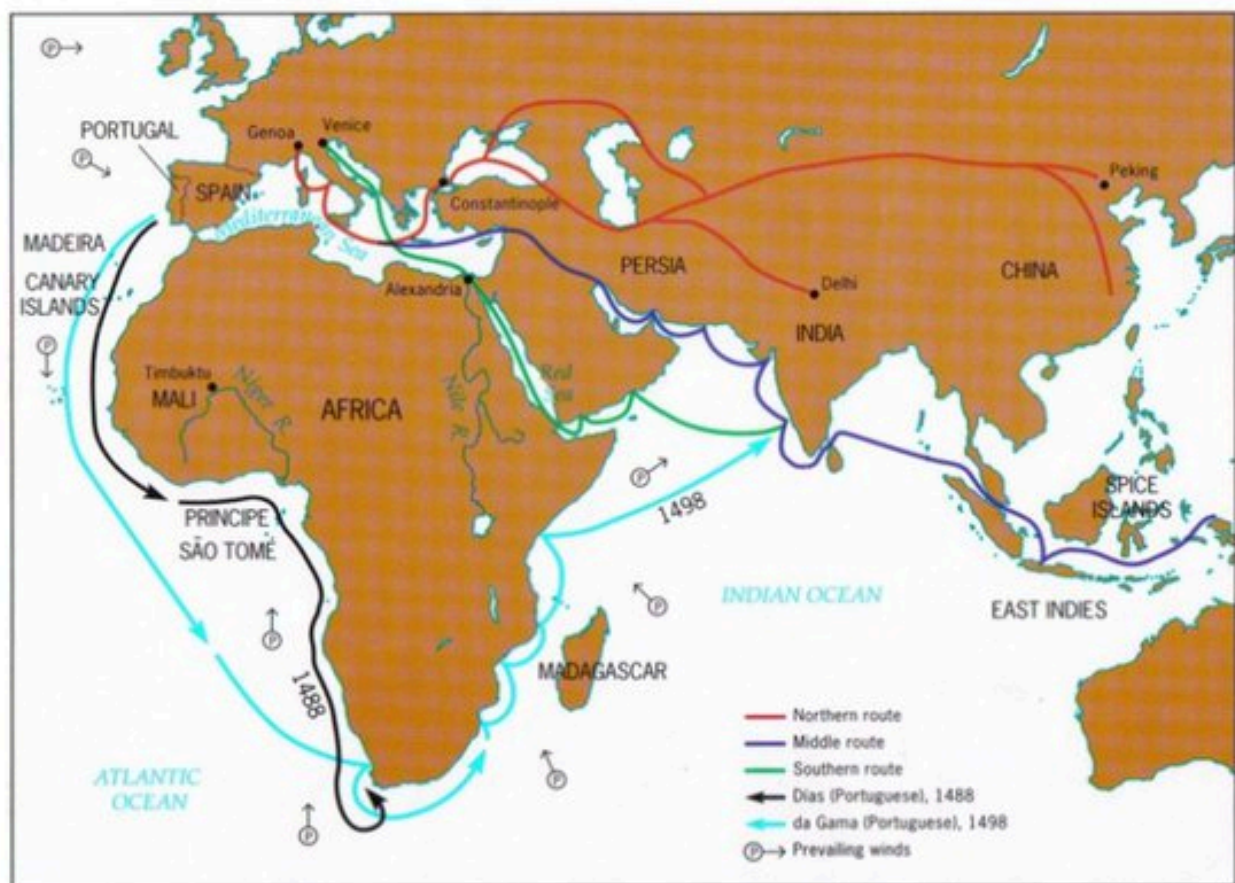 PORTUGAL
Genoa
Venice
SPAIN
Mediterranean Sea
Constantinople
Peking
MADEIRA
CANARY
ISLANDS
Alexandria
PERSIA
Delhi
CHINA
INDIA
Timbuktu
MALI
Niger R.
AFRICA
Nile R.
Red
Sea
PRINCIPE
SÃO TOMÉ
1498
SPICE
ISLANDS
INDIAN OCEAN
EAST INDIES
MADAGASCAR
1488
ATLANTIC
OCEAN
P
P
P
P
P
P
P
P
Northern route
Middle route
Southern route
Dias (Portuguese), 1488
da Gama (Portuguese), 1498
P Prevailing winds